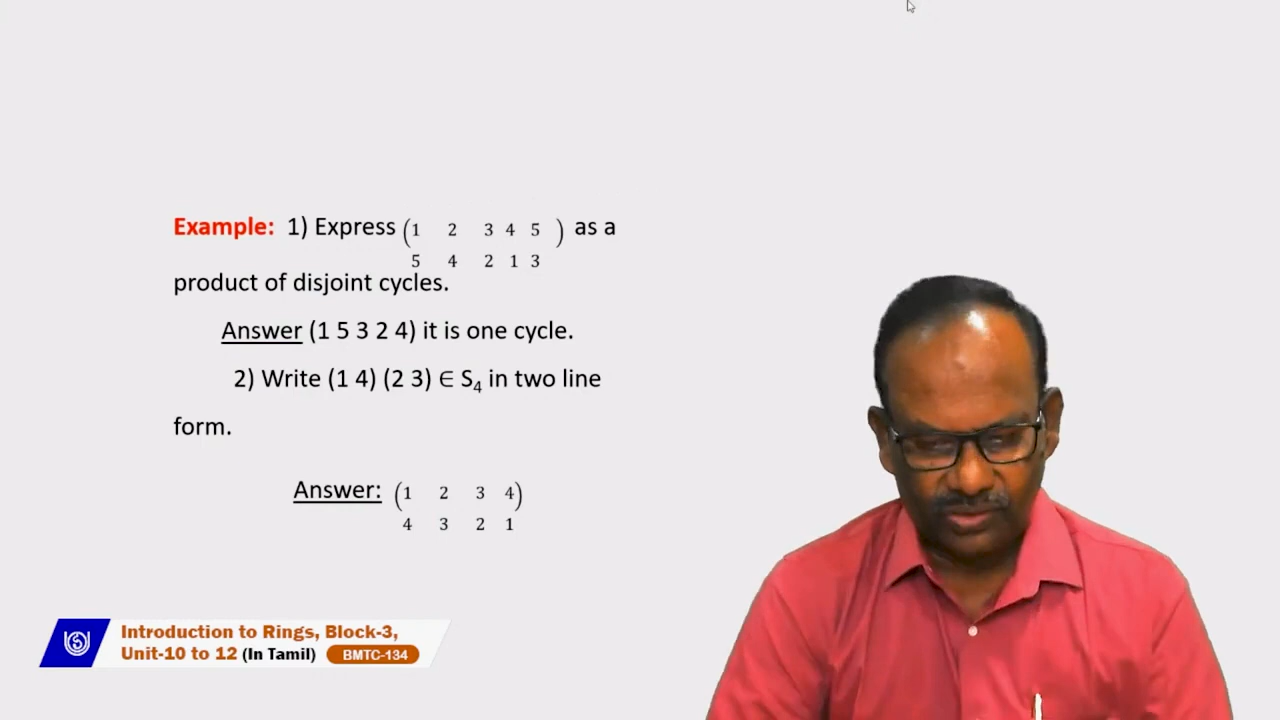 Example: 1) Express (1 2 3 4 5) as a
5 4 2 1 3
product of disjoint cycles.
Answer (1 5 3 2 4) it is one cycle.
2) Write (1 4) (2 3) ∈ S₄ in two line
form.
Answer: (1 2 3 4)
4 3 2 1
Introduction to Rings, Block-3,
Unit-10 to 12 (In Tamil) BMTC-134